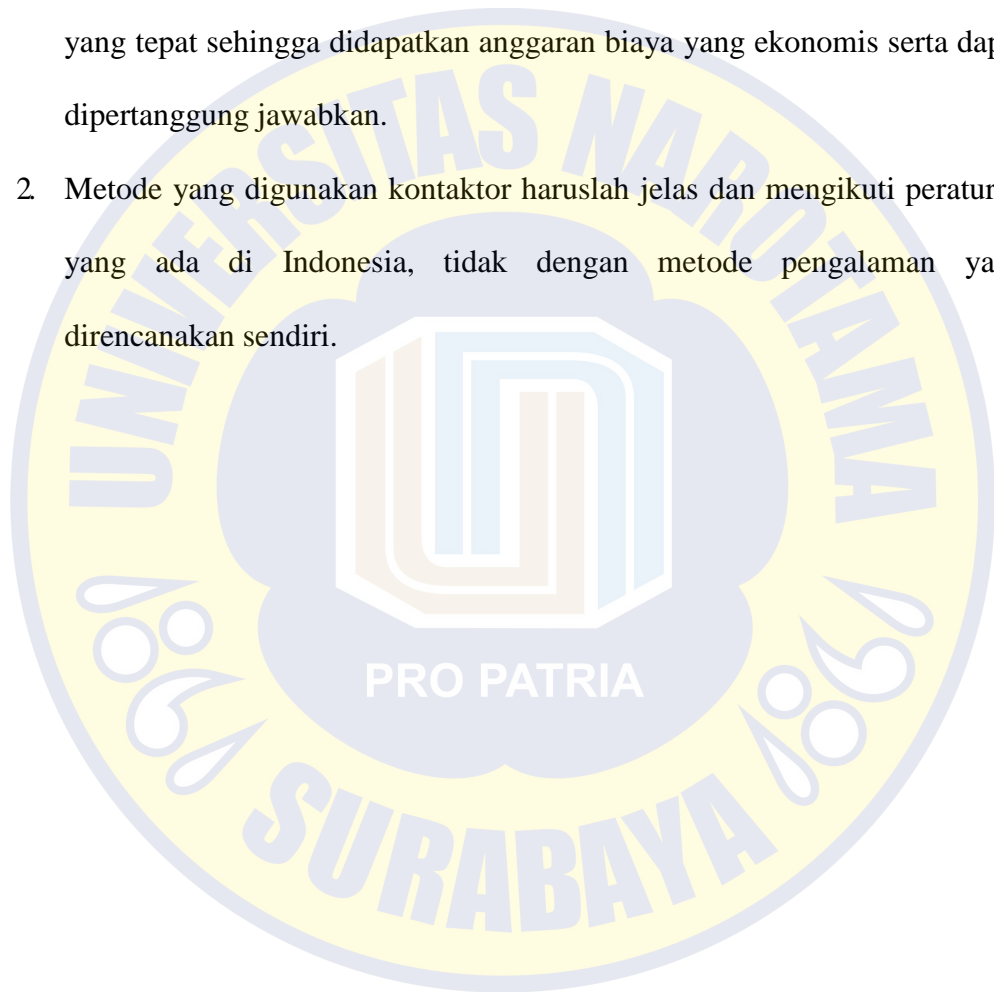 yang tepat sehingga didapatkan anggaran biaya yang ekonomis serta dap
dipertanggung jawabkan.
2. Metode yang digunakan kontaktor haruslah jelas dan mengikuti peratur
yang ada di Indonesia, tidak dengan metode pengalaman ya
direncanakan sendiri.
UNIVERSITAS NAROTAMA
PRO PATRIA
SURABAYA